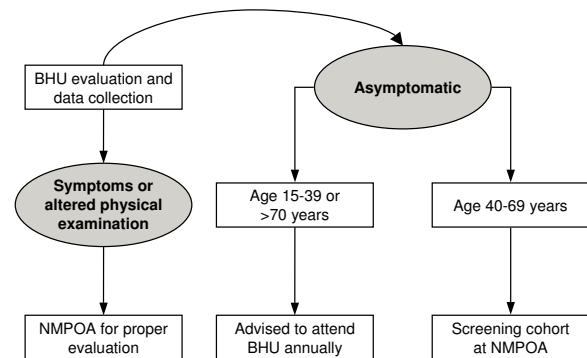 BHU evaluation and
data collection
Asymptomatic
Symptoms or
altered physical
examination
Age 15-39 or
>70 years
Age 40-69 years
NMPOA for proper
evaluation
Advised to attend
BHU annually
Screening cohort
at NMPOA